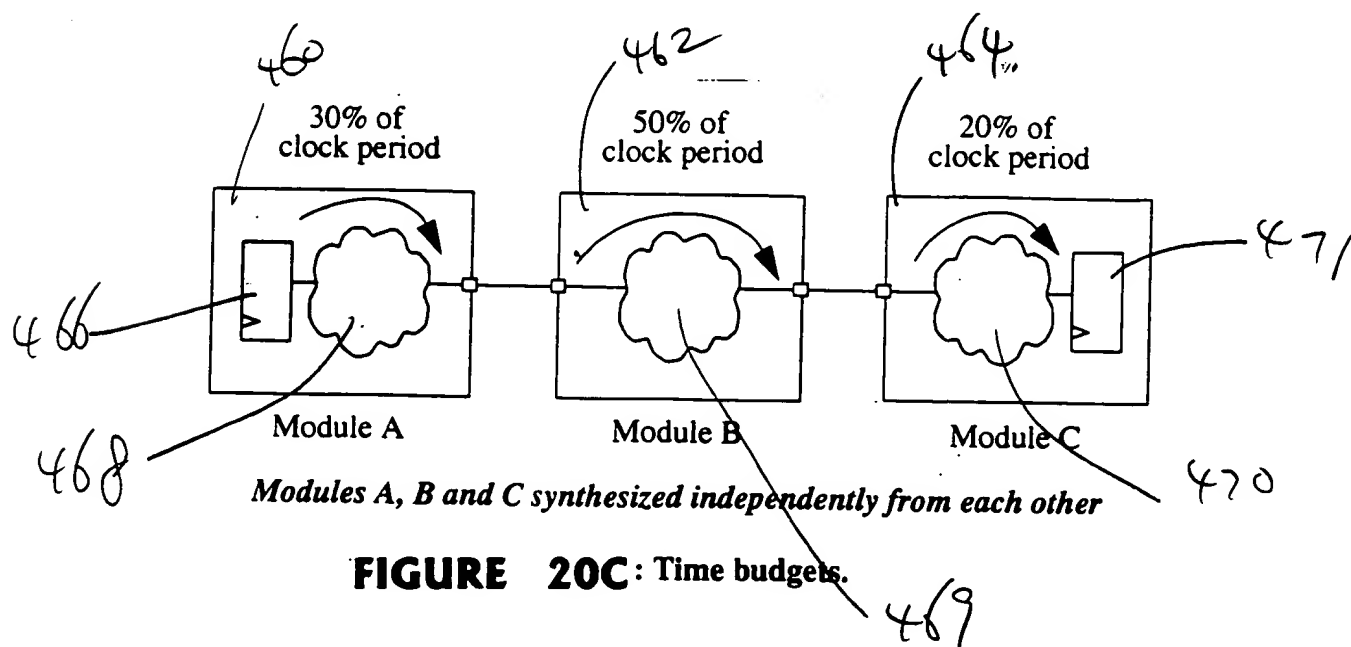 460
462
464
30% of
clock period
50% of
clock period
20% of
clock period
471
466
Module A
Module B
Module C
468
470
Modules A, B and C synthesized independently from each other
FIGURE 20C: Time budgets.
469